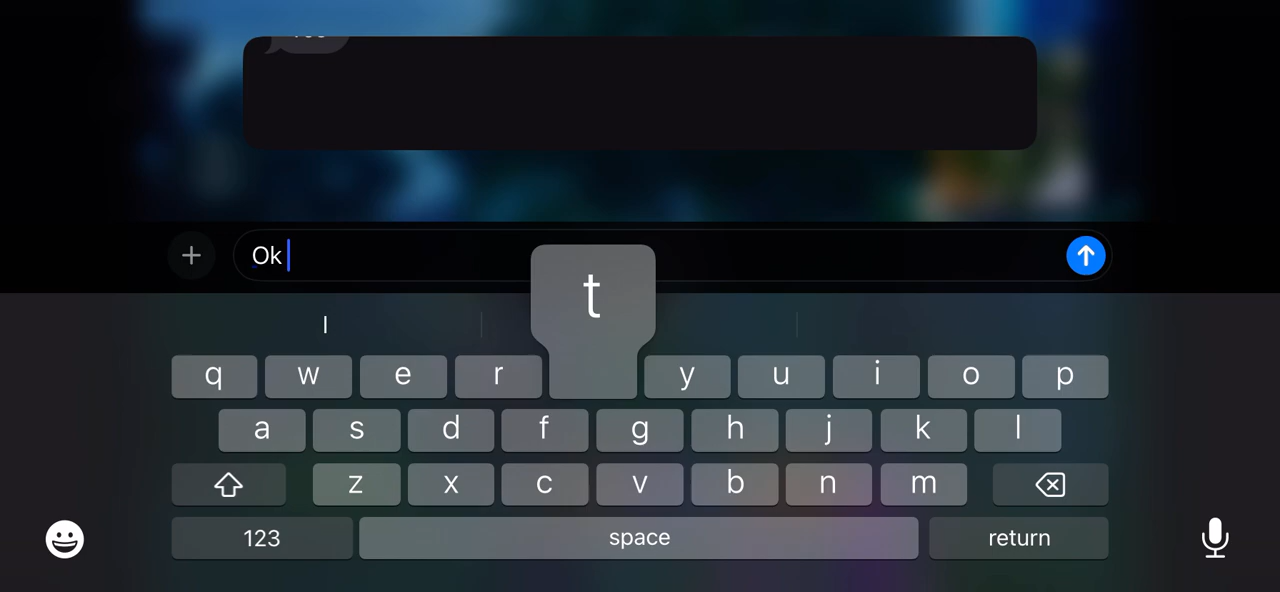 Ok
t
I
q w e r y u i o p
a s d f g h j k l
z x c v b n m
123 space return